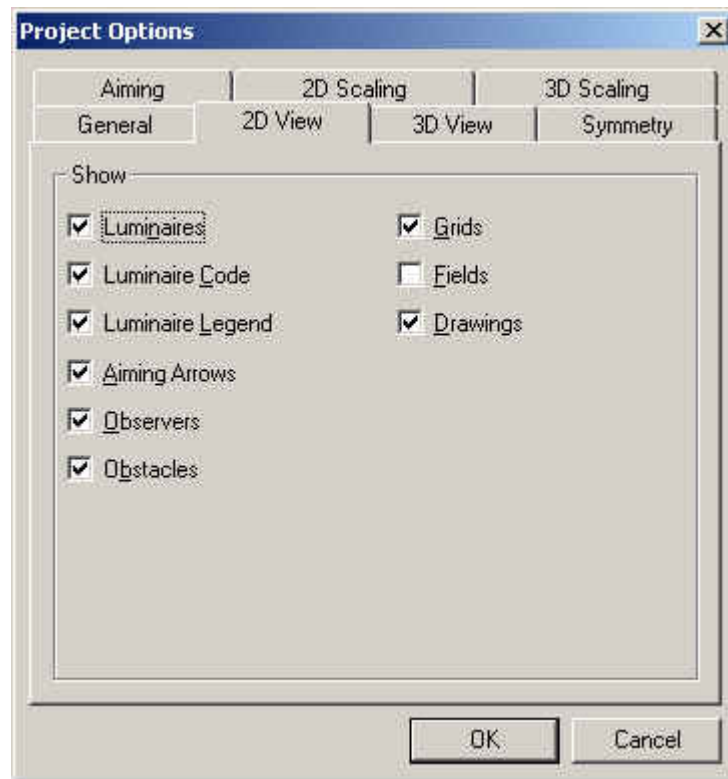 Project Options
Aiming 2D Scaling 3D Scaling
General 2D View 3D View Symmetry
Show
Luminaires Grids
Luminaire Code Fields
Luminaire Legend Drawings
Aiming Arrows
Observers
Obstacles
OK Cancel